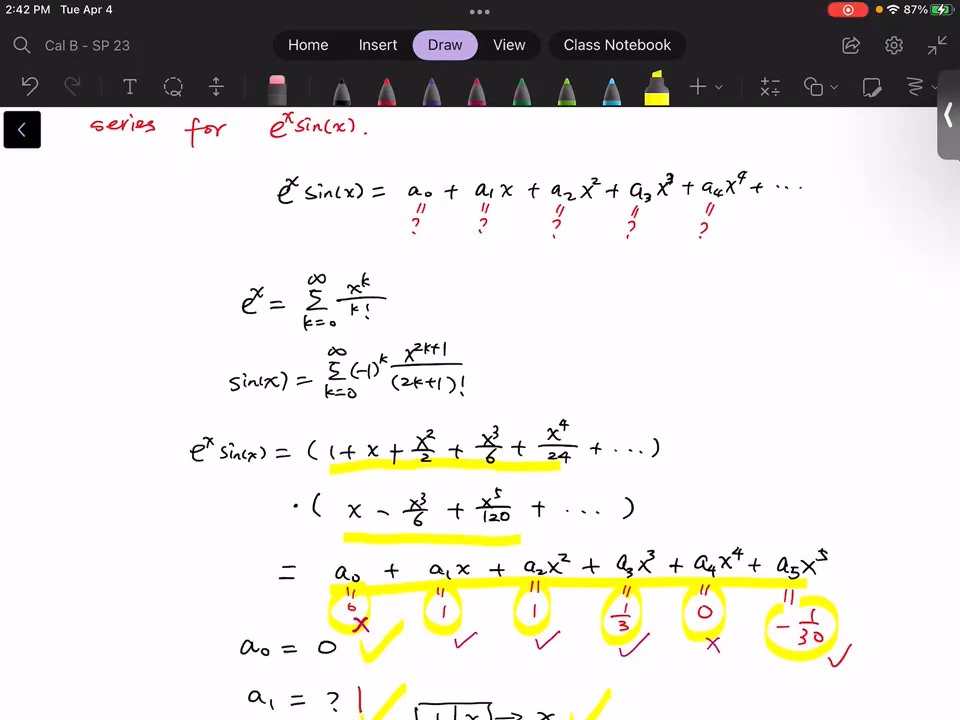 2:42 PM Tue Apr 4
87%
Cal B - SP 23
Home Insert Draw View Class Notebook
series for e^x sin(x).
e^x sin(x) = a₀ + a₁x + a₂x² + a₃x³ + a₄x⁴ + ⋯
|| || || || ||
? ? ? ? ?
e^x = ∑_{k=0}^{∞} x^k / k!
sin(x) = ∑_{k=0}^{∞} (-1)^k x^{2k+1} / (2k+1)!
e^x sin(x) = (1 + x + x²/2 + x³/6 + x⁴/24 + ⋯)
· (x - x³/6 + x⁵/120 + ⋯)
= a₀ + a₁x + a₂x² + a₃x³ + a₄x⁴ + a₅x⁵
|| || || || || ||
0 1 1 1/3 0 -1/30
x ✓ ✓ ✓ x ✓
a₀ = 0 ✓
a₁ = ? 1 ✓ 1 | x → x ✓